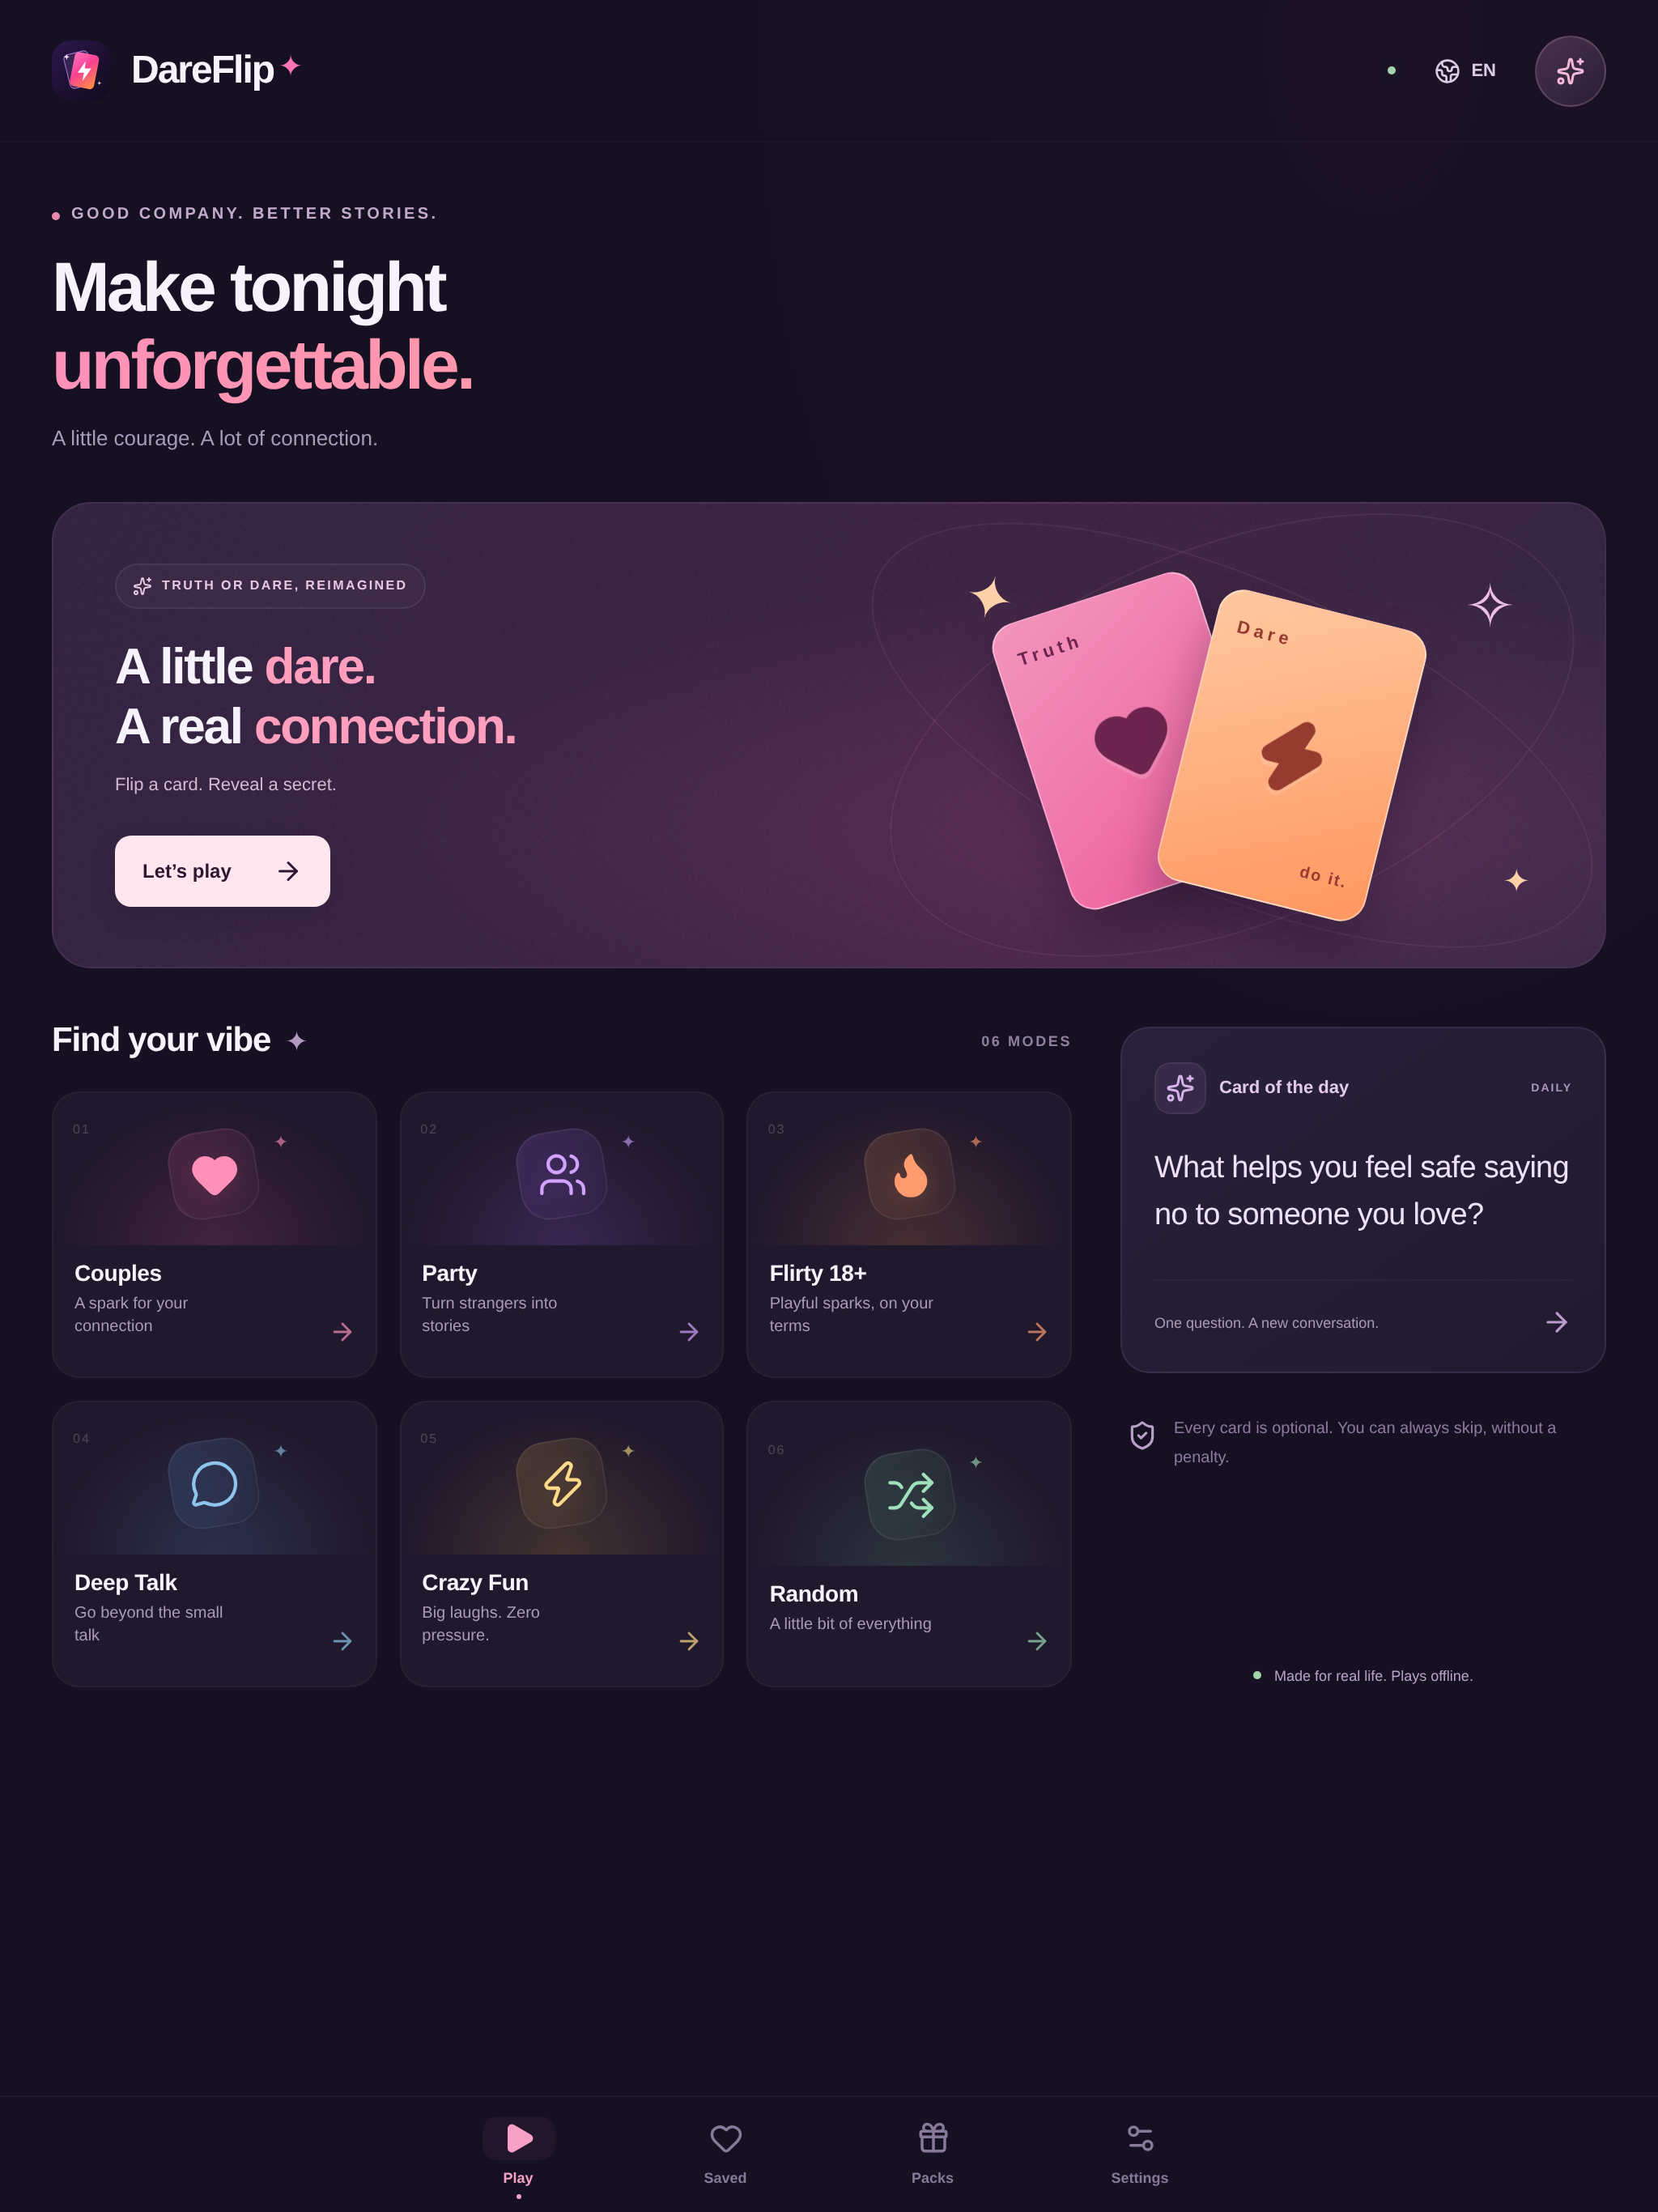 DareFlip
EN
GOOD COMPANY. BETTER STORIES.
Make tonight
unforgettable.
A little courage. A lot of connection.
TRUTH OR DARE, REIMAGINED
A little dare.
A real connection.
Flip a card. Reveal a secret.
Let’s play
Truth
Dare
do it.
Find your vibe
06 MODES
01
Couples
A spark for your
connection
02
Party
Turn strangers into
stories
03
Flirty 18+
Playful sparks, on your
terms
04
Deep Talk
Go beyond the small
talk
05
Crazy Fun
Big laughs. Zero
pressure.
06
Random
A little bit of everything
Card of the day
DAILY
What helps you feel safe saying
no to someone you love?
One question. A new conversation.
Every card is optional. You can always skip, without a
penalty.
Made for real life. Plays offline.
Play
Saved
Packs
Settings